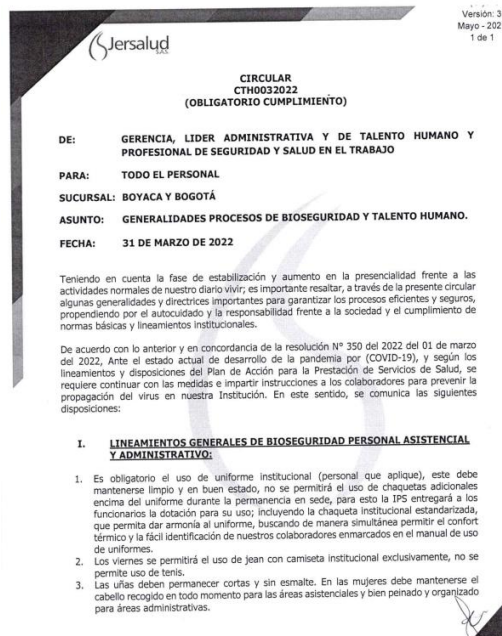 Versión: 3
Mayo - 202
1 de 1
Jersalud
SAS
CIRCULAR
CTH0032022
(OBLIGATORIO CUMPLIMIENTO)
DE: GERENCIA, LIDER ADMINISTRATIVA Y DE TALENTO HUMANO Y
PROFESIONAL DE SEGURIDAD Y SALUD EN EL TRABAJO
PARA: TODO EL PERSONAL
SUCURSAL: BOYACA Y BOGOTÁ
ASUNTO: GENERALIDADES PROCESOS DE BIOSEGURIDAD Y TALENTO HUMANO.
FECHA: 31 DE MARZO DE 2022
Teniendo en cuenta la fase de estabilización y aumento en la presencialidad frente a las
actividades normales de nuestro diario vivir; es importante resaltar, a través de la presente circular
algunas generalidades y directrices importantes para garantizar los procesos eficientes y seguros,
propendiendo por el autocuidado y la responsabilidad frente a la sociedad y el cumplimiento de
normas básicas y lineamientos institucionales.
De acuerdo con lo anterior y en concordancia de la resolución N° 350 del 2022 del 01 de marzo
del 2022, Ante el estado actual de desarrollo de la pandemia por (COVID-19), y según los
lineamientos y disposiciones del Plan de Acción para la Prestación de Servicios de Salud, se
requiere continuar con las medidas e impartir instrucciones a los colaboradores para prevenir la
propagación del virus en nuestra Institución. En este sentido, se comunica las siguientes
disposiciones:
I. LINEAMIENTOS GENERALES DE BIOSEGURIDAD PERSONAL ASISTENCIAL
Y ADMINISTRATIVO:
1. Es obligatorio el uso de uniforme institucional (personal que aplique), este debe
mantenerse limpio y en buen estado, no se permitirá el uso de chaquetas adicionales
encima del uniforme durante la permanencia en sede, para esto la IPS entregará a los
funcionarios la dotación para su uso; incluyendo la chaqueta institucional estandarizada,
que permita dar armonía al uniforme, buscando de manera simultánea permitir el confort
térmico y la fácil identificación de nuestros colaboradores enmarcados en el manual de uso
de uniformes.
2. Los viernes se permitirá el uso de jean con camiseta institucional exclusivamente, no se
permite uso de tenis.
3. Las uñas deben permanecer cortas y sin esmalte. En las mujeres debe mantenerse el
cabello recogido en todo momento para las áreas asistenciales y bien peinado y organizado
para áreas administrativas.